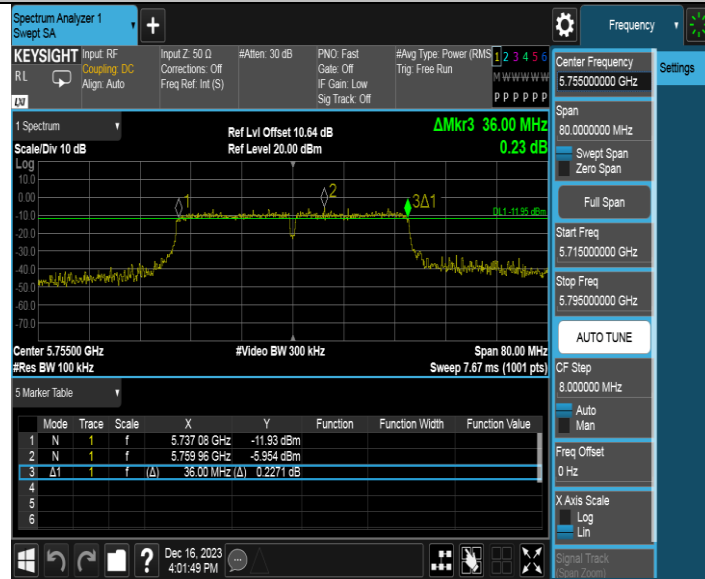 Spectrum Analyzer 1
Swept SA
Frequency
KEYSIGHT
RL
LXI
Input: RF
Coupling: DC
Align: Auto
Input Z: 50 Ω
Corrections: Off
Freq Ref: Int (S)
#Atten: 30 dB
PNO: Fast
Gate: Off
IF Gain: Low
Sig Track: Off
#Avg Type: Power (RMS
Trig: Free Run
1 2 3 4 5 6
M W W W W W
P P P P P P
1 Spectrum
Scale/Div 10 dB
Ref Lvl Offset 10.64 dB
Ref Level 20.00 dBm
ΔMkr3 36.00 MHz
0.23 dB
Log
10.0
0.00
-10.0
-20.0
-30.0
-40.0
-50.0
-60.0
-70.0
1
2
3Δ1
DL1 -11.95 dBm
Center 5.75500 GHz
#Video BW 300 kHz
Span 80.00 MHz
#Res BW 100 kHz
Sweep 7.67 ms (1001 pts)
5 Marker Table
Mode Trace Scale X Y Function Function Width Function Value
1 N 1 f 5.737 08 GHz -11.93 dBm
2 N 1 f 5.759 96 GHz -5.954 dBm
3 Δ1 1 f (Δ) 36.00 MHz (Δ) 0.2271 dB
4
5
6
?
Dec 16, 2023
4:01:49 PM
Center Frequency
5.755000000 GHz
Settings
Span
80.0000000 MHz
Swept Span
Zero Span
Full Span
Start Freq
5.715000000 GHz
Stop Freq
5.795000000 GHz
AUTO TUNE
CF Step
8.000000 MHz
Auto
Man
Freq Offset
0 Hz
X Axis Scale
Log
Lin
Signal Track
(Span Zoom)